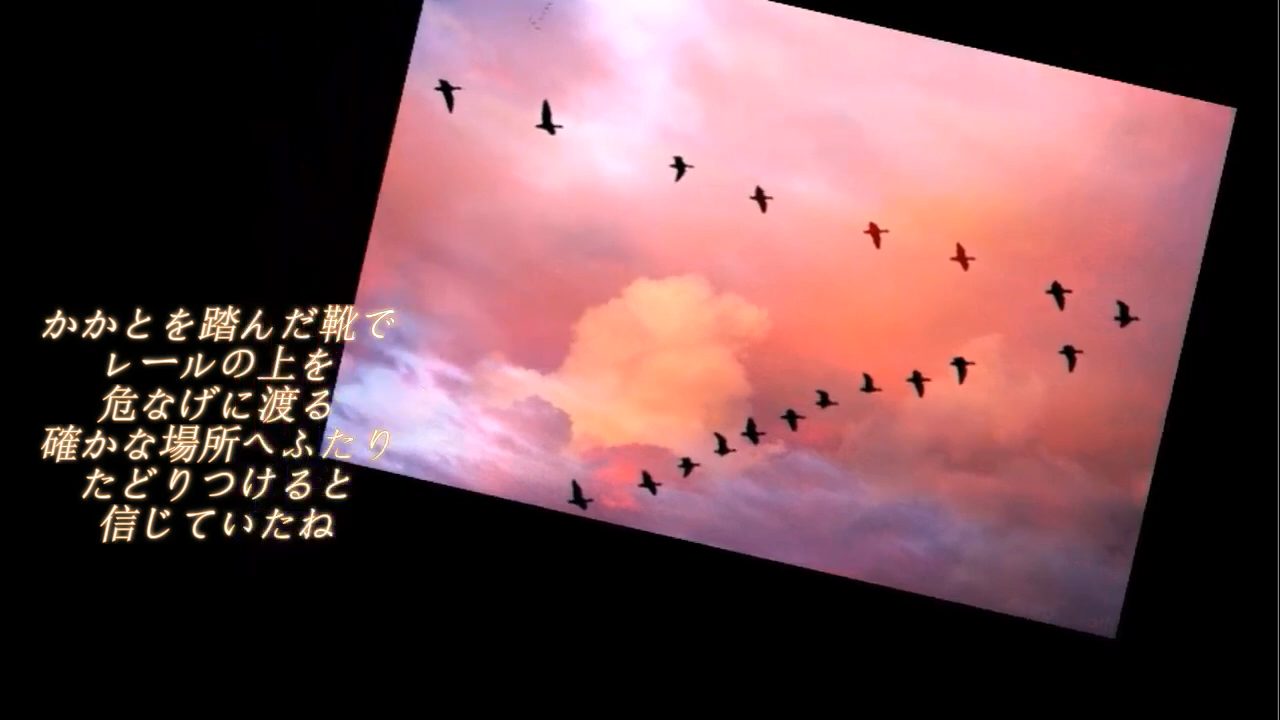 かかとを踏んだ靴で
レールの上を
危なげに渡る
確かな場所へふたり
たどりつけると
信じていたね